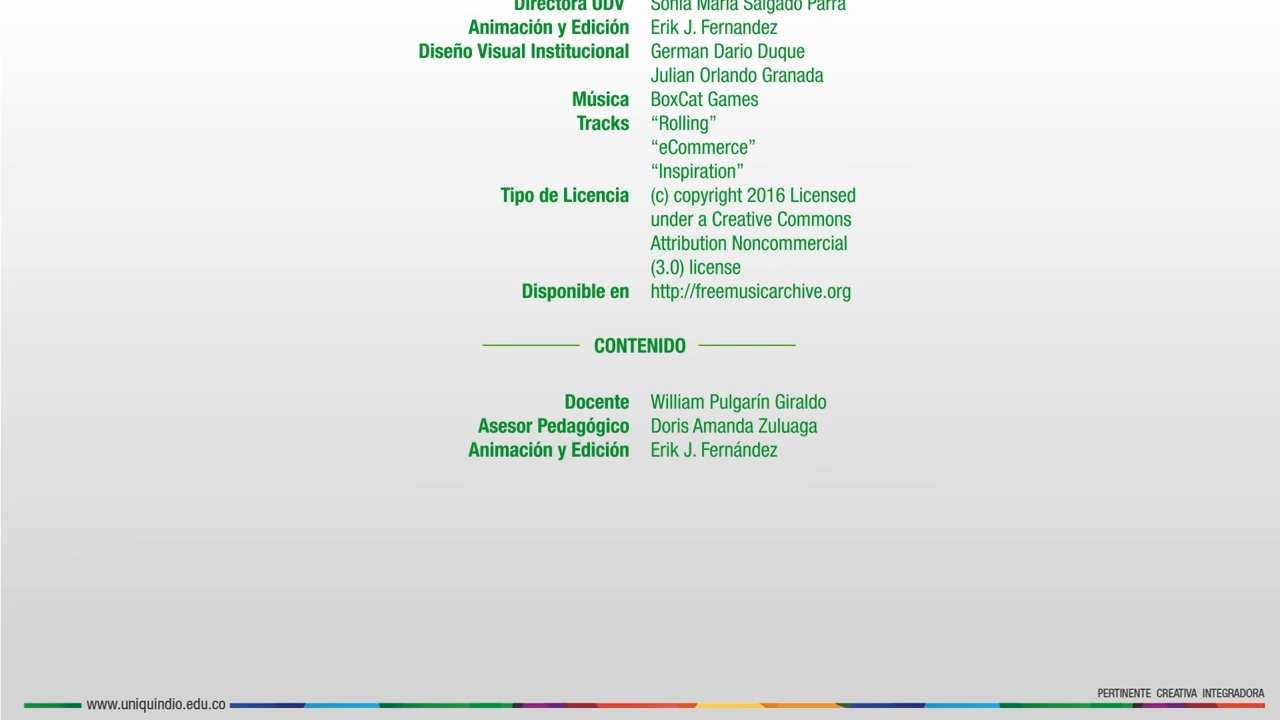 Directora UDV Sonia María Salgado Parra
Animación y Edición Erik J. Fernandez
Diseño Visual Institucional German Dario Duque
Julian Orlando Granada
Música BoxCat Games
Tracks “Rolling”
“eCommerce”
“Inspiration”
Tipo de Licencia (c) copyright 2016 Licensed
under a Creative Commons
Attribution Noncommercial
(3.0) license
Disponible en http://freemusicarchive.org
CONTENIDO
Docente William Pulgarín Giraldo
Asesor Pedagógico Doris Amanda Zuluaga
Animación y Edición Erik J. Fernández
PERTINENTE CREATIVA INTEGRADORA
www.uniquindio.edu.co